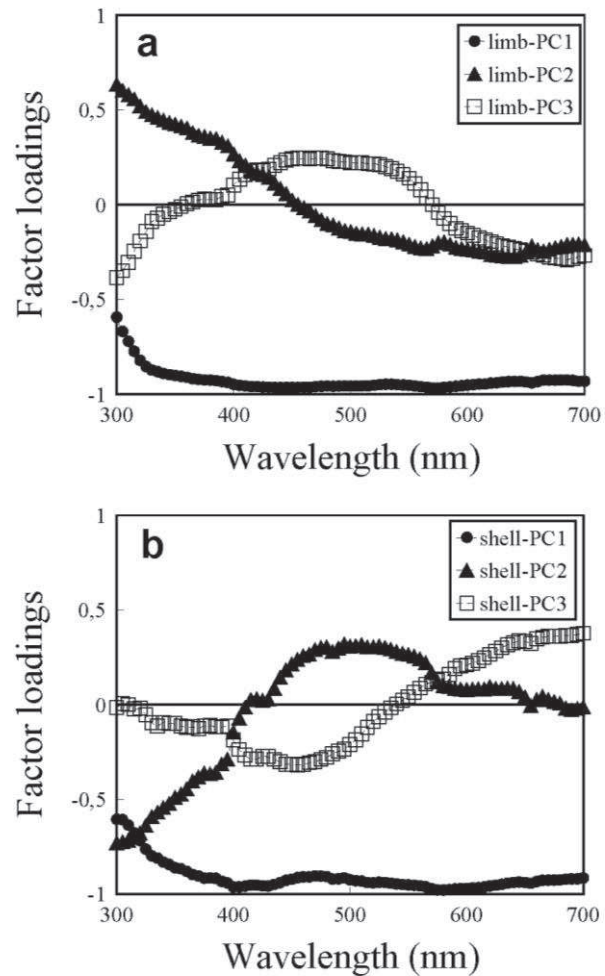 a
limb-PC1
limb-PC2
limb-PC3
1
0,5
0
-0,5
-1
Factor loadings
300 400 500 600 700
Wavelength (nm)
b
shell-PC1
shell-PC2
shell-PC3
1
0,5
0
-0,5
-1
Factor loadings
300 400 500 600 700
Wavelength (nm)